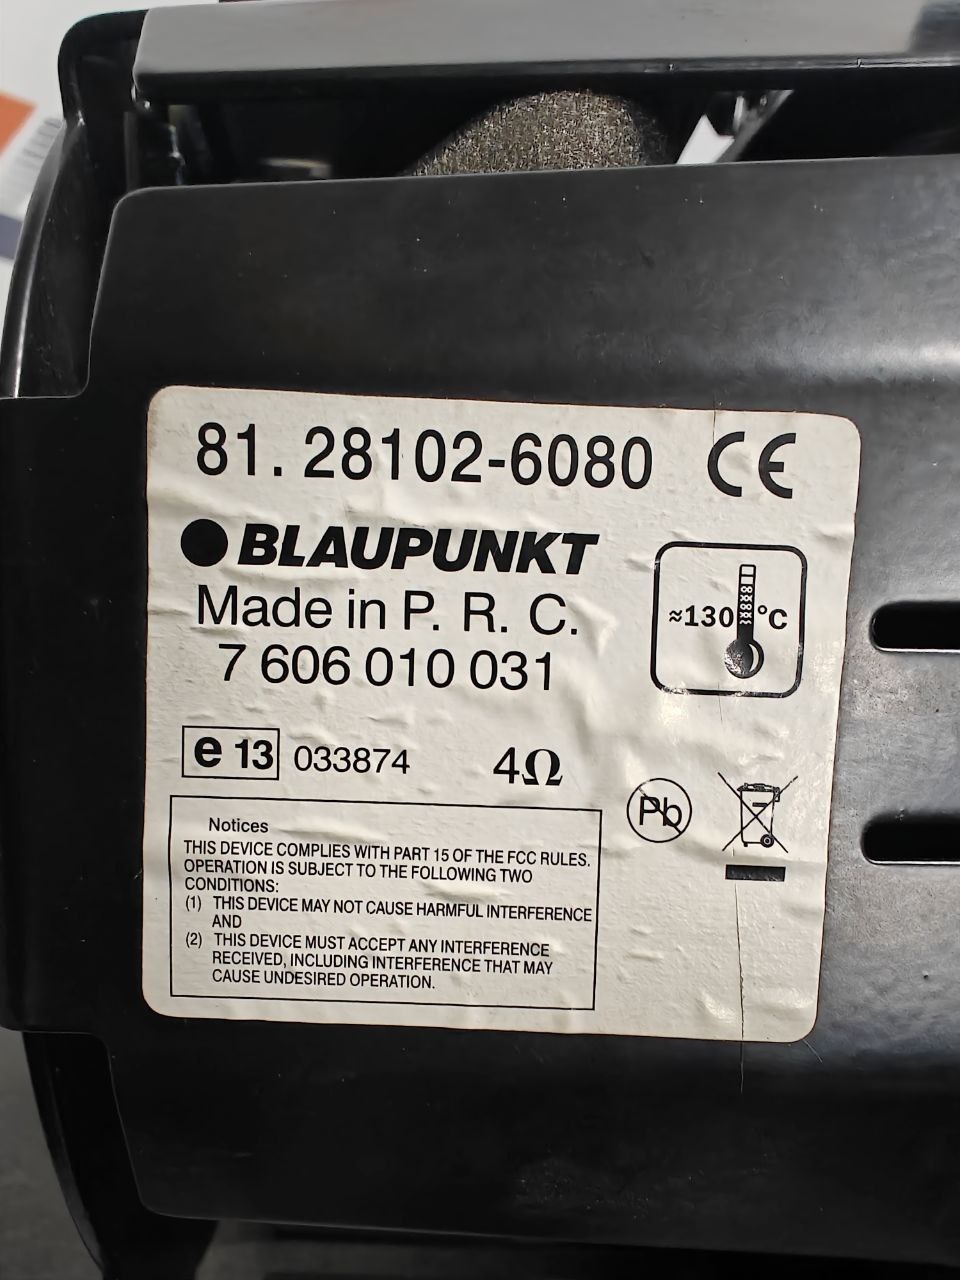 81.28102-6080 CE
BLAUPUNKT
Made in P. R. C.
7 606 010 031
≈130 °C
e 13 033874 4Ω
Pb
Notices
THIS DEVICE COMPLIES WITH PART 15 OF THE FCC RULES.
OPERATION IS SUBJECT TO THE FOLLOWING TWO
CONDITIONS:
(1) THIS DEVICE MAY NOT CAUSE HARMFUL INTERFERENCE
AND
(2) THIS DEVICE MUST ACCEPT ANY INTERFERENCE
RECEIVED, INCLUDING INTERFERENCE THAT MAY
CAUSE UNDESIRED OPERATION.